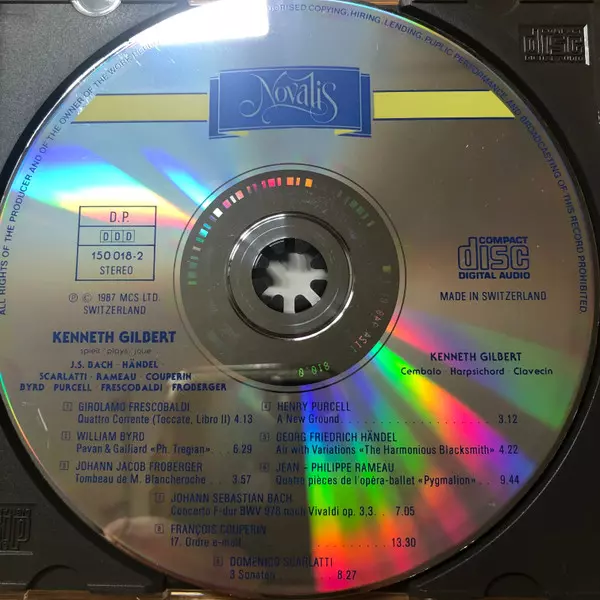 ALL RIGHTS OF THE PRODUCER AND OF THE OWNER OF THE WORK
COPYING, HIRING, LENDING, PUBLIC PERFORMANCE AND BROADCASTING OF THIS RECORD PROHIBITED.
Novalis
D.P.
DDD
150 018-2
STEREO
℗ © 1987 MCS LTD.
SWITZERLAND
COMPACT
disc
DIGITAL AUDIO
MADE IN SWITZERLAND
KENNETH GILBERT
spielt · plays · joue
J.S. BACH · HÄNDEL
SCARLATTI · RAMEAU · COUPERIN
BYRD · PURCELL · FRESCOBALDI · FROBERGER
KENNETH GILBERT
Cembalo · Harpsichord · Clavecin
GIROLAMO FRESCOBALDI
Quattro Corrente (Toccate, Libro II) 4.13
WILLIAM BYRD
Pavan & Galliard «Ph. Tregian» . . 6.29
JOHANN JACOB FROBERGER
Tombeau de M. Blancheroche . . 3.57
HENRY PURCELL
A New Ground . . . . . . . . . . . . . . . . . . . . 3.12
GEORG FRIEDRICH HÄNDEL
Air with Variations «The Harmonious Blacksmith» 4.22
JEAN-PHILIPPE RAMEAU
Quatre pièces de l'opéra-ballet «Pygmalion» . . 9.44
JOHANN SEBASTIAN BACH
Concerto F-dur BWV 978 nach Vivaldi op. 3,3 . . 7.05
FRANÇOIS COUPERIN
17. Ordre e-moll . . . . . . . . 13.30
DOMENICO SCARLATTI
3 Sonaten . . . . . 8.27
disc